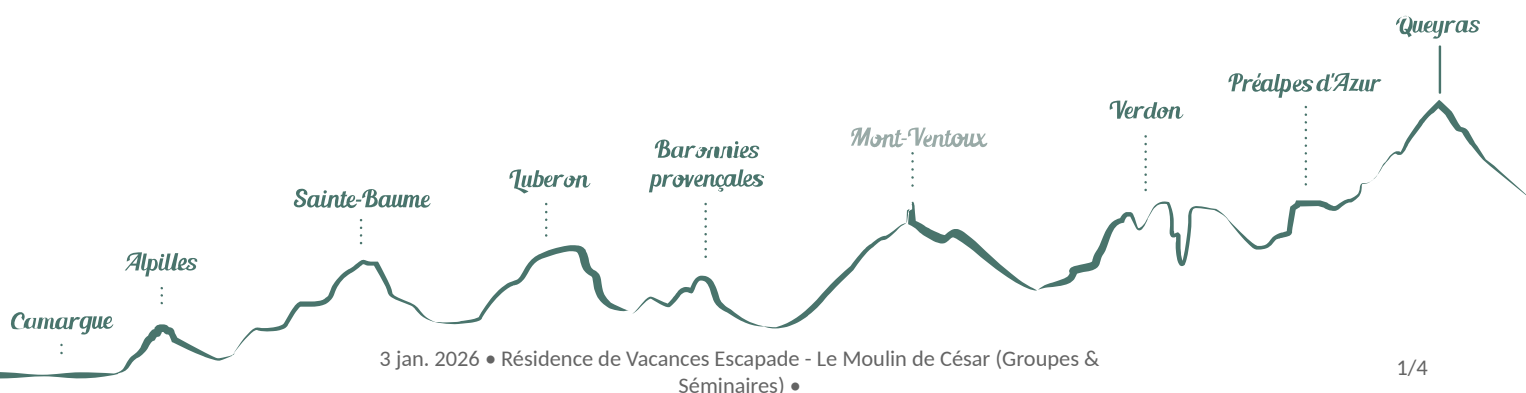 Queyras
Préalpes d'Azur
Verdon
Mont-Ventoux
Baronnies
provençales
Luberon
Sainte-Baume
Alpilles
Camargue
3 jan. 2026 • Résidence de Vacances Escapade - Le Moulin de César (Groupes &
Séminaires) •
1/4